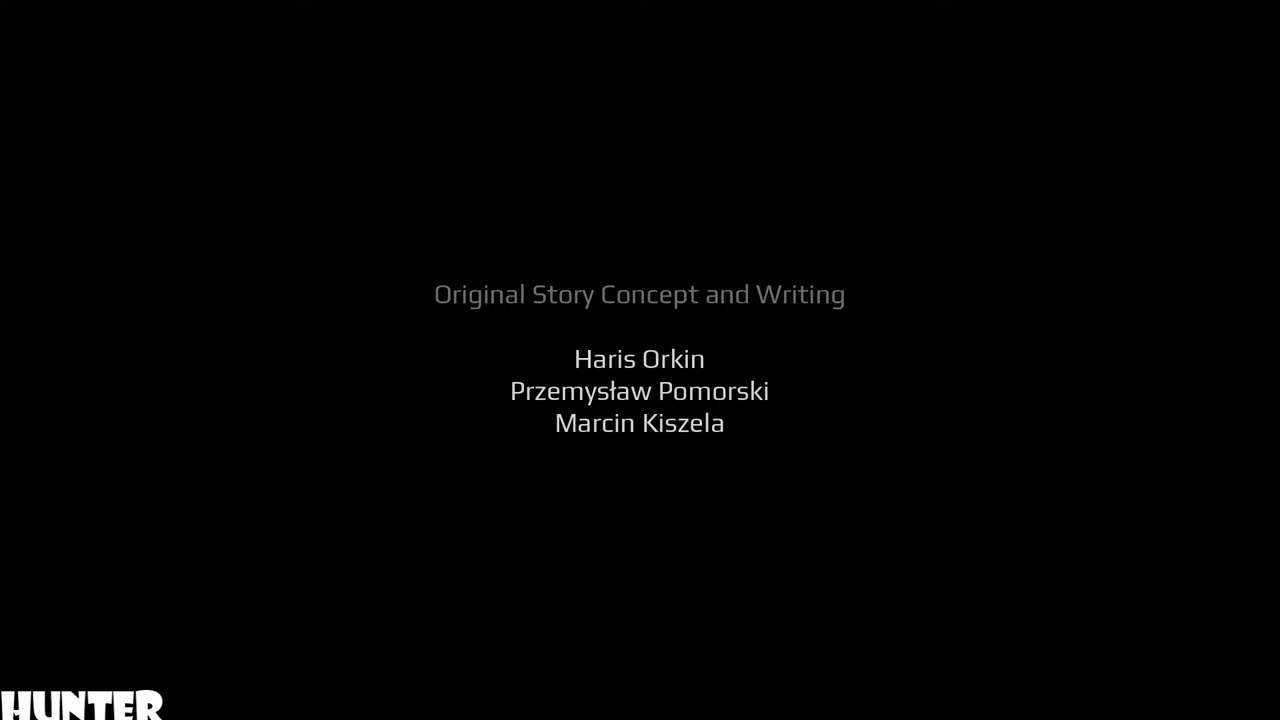 Original Story Concept and Writing
Haris Orkin
Przemysław Pomorski
Marcin Kiszela
HUNTER